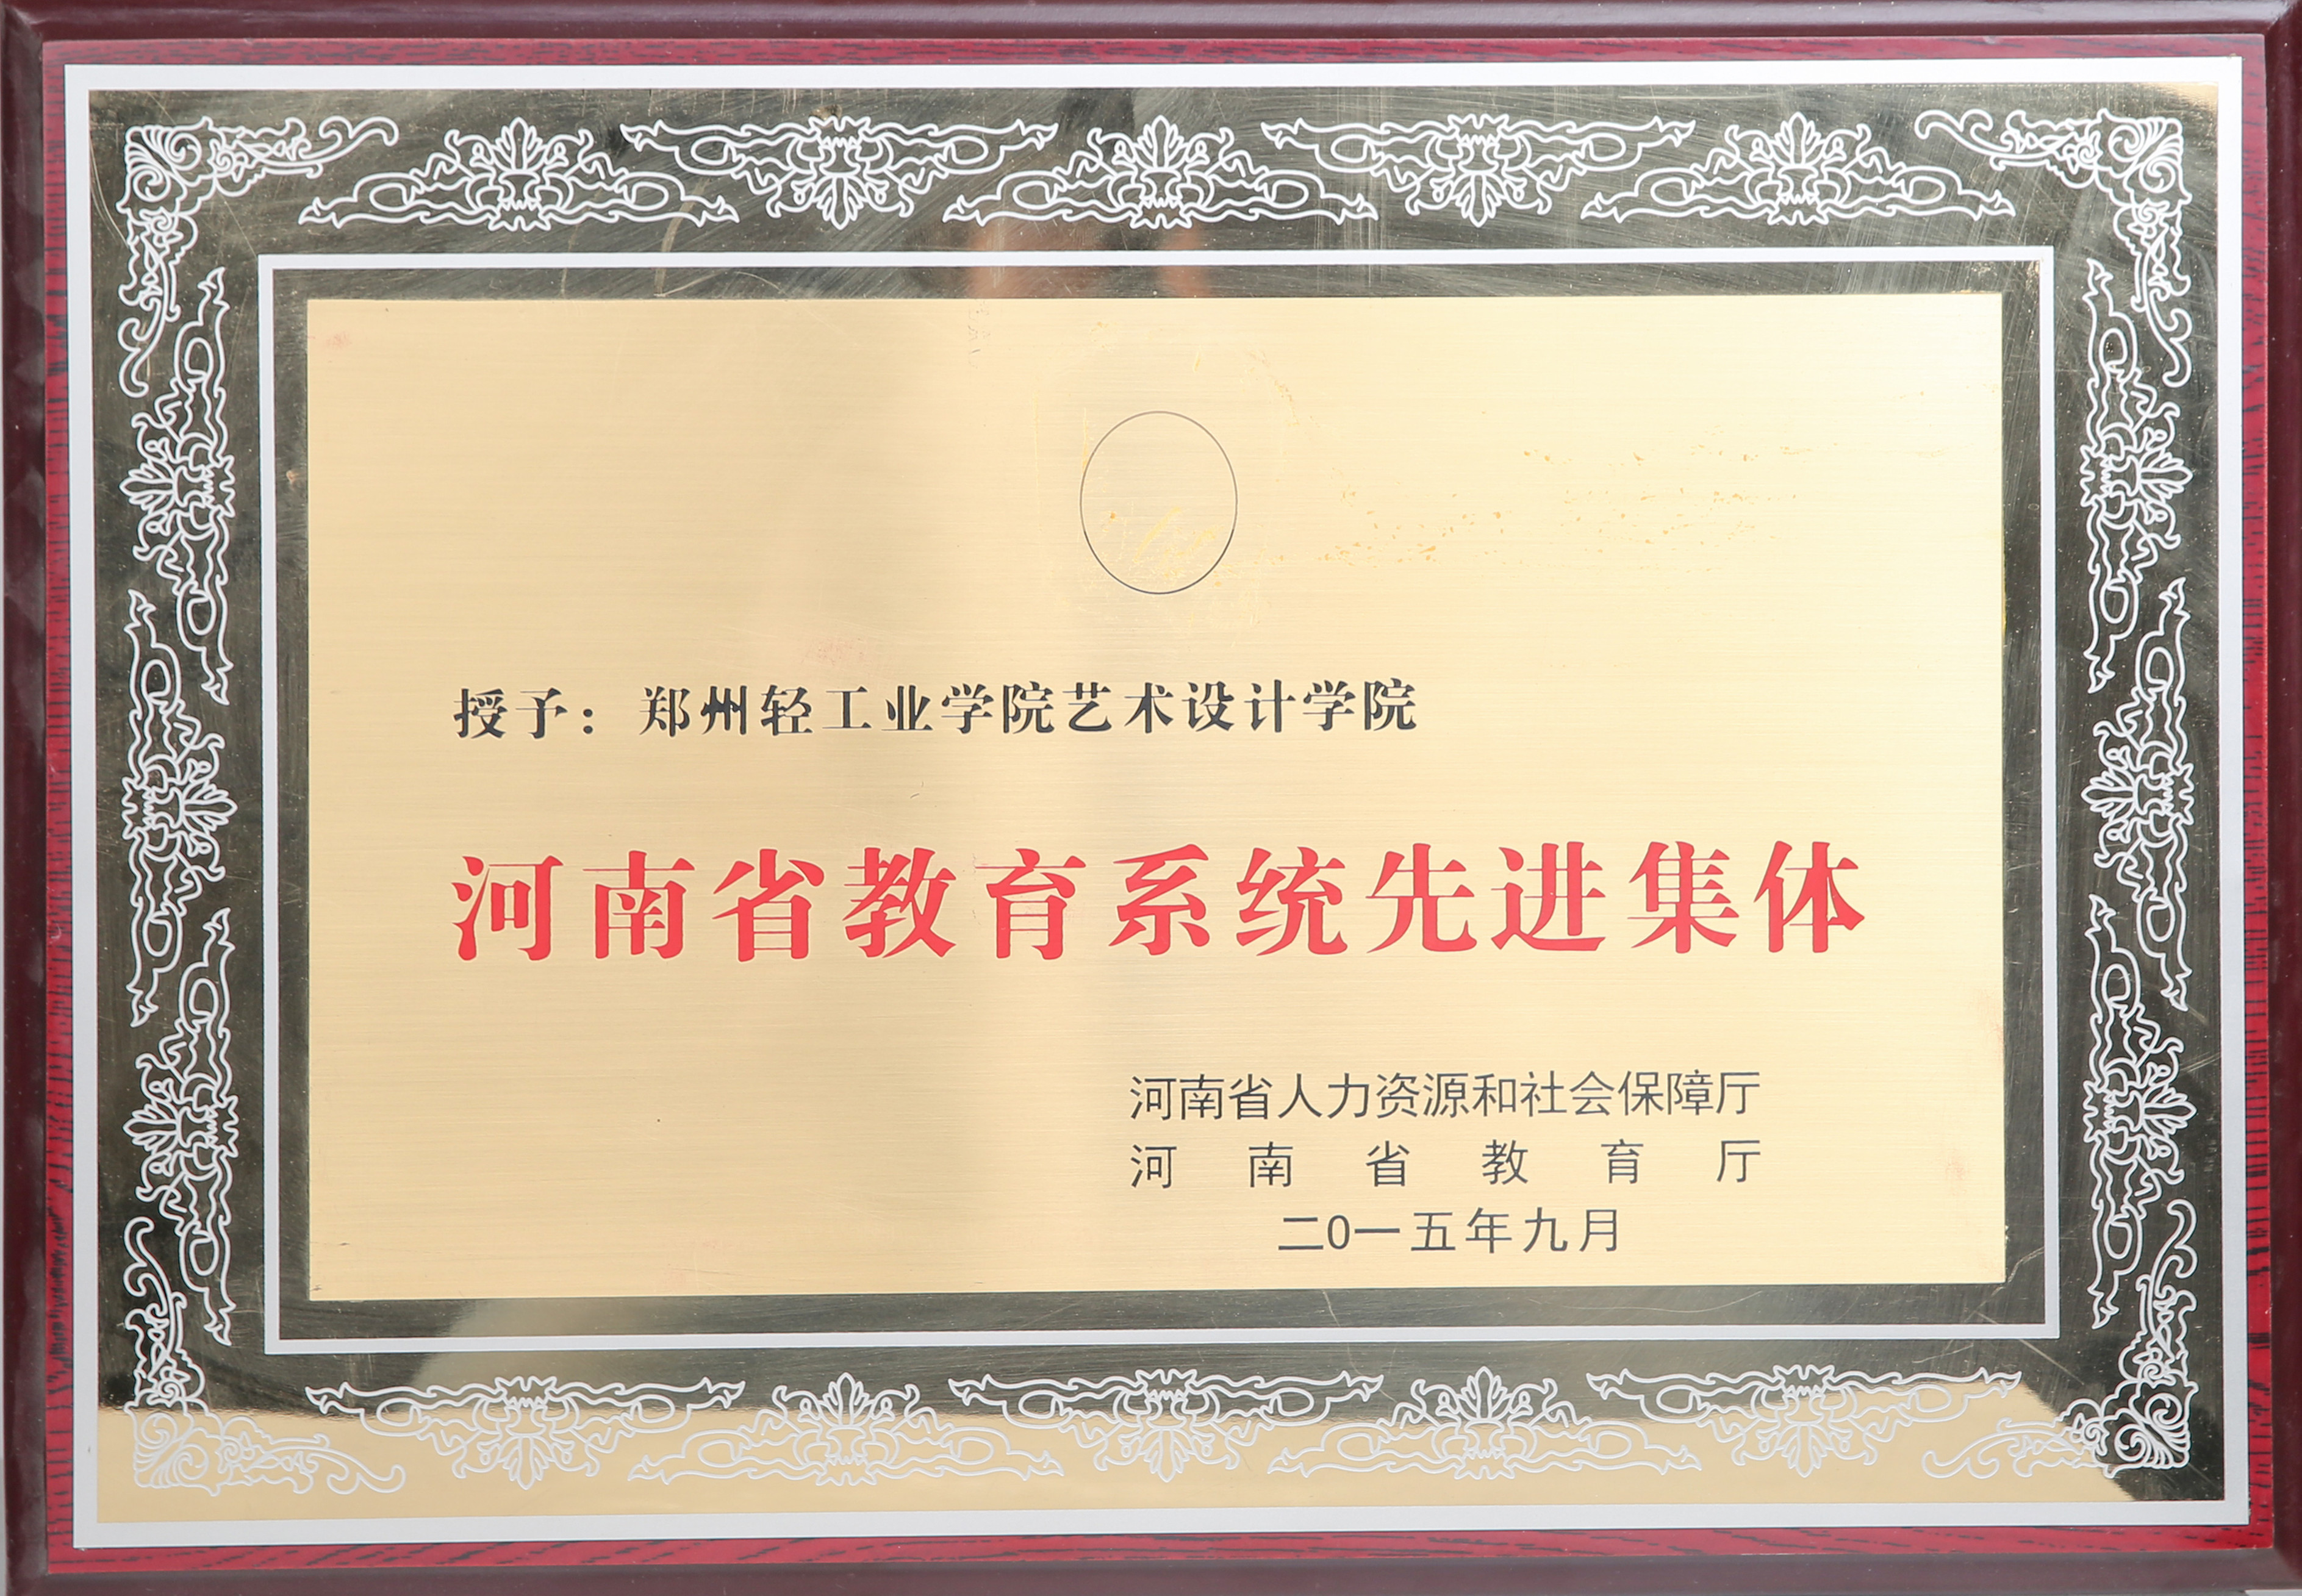 授予：郑州轻工业学院艺术设计学院
河南省教育系统先进集体
河南省人力资源和社会保障厅
河南省教育厅
二0一五年九月